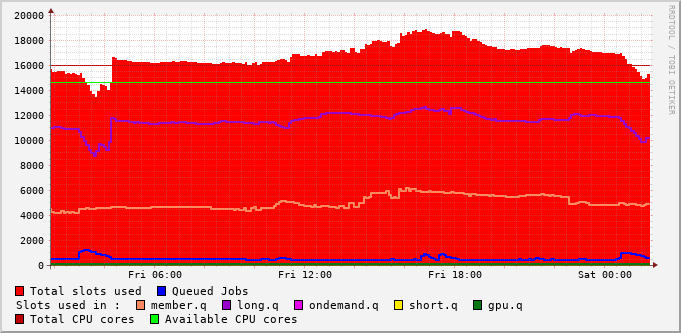 20000
18000
16000
14000
12000
10000
8000
6000
4000
2000
0
Fri 06:00 Fri 12:00 Fri 18:00 Sat 00:00
RRDTOOL / TOBI OETIKER
Total slots used Queued Jobs
Slots used in : member.q long.q ondemand.q short.q gpu.q
Total CPU cores Available CPU cores